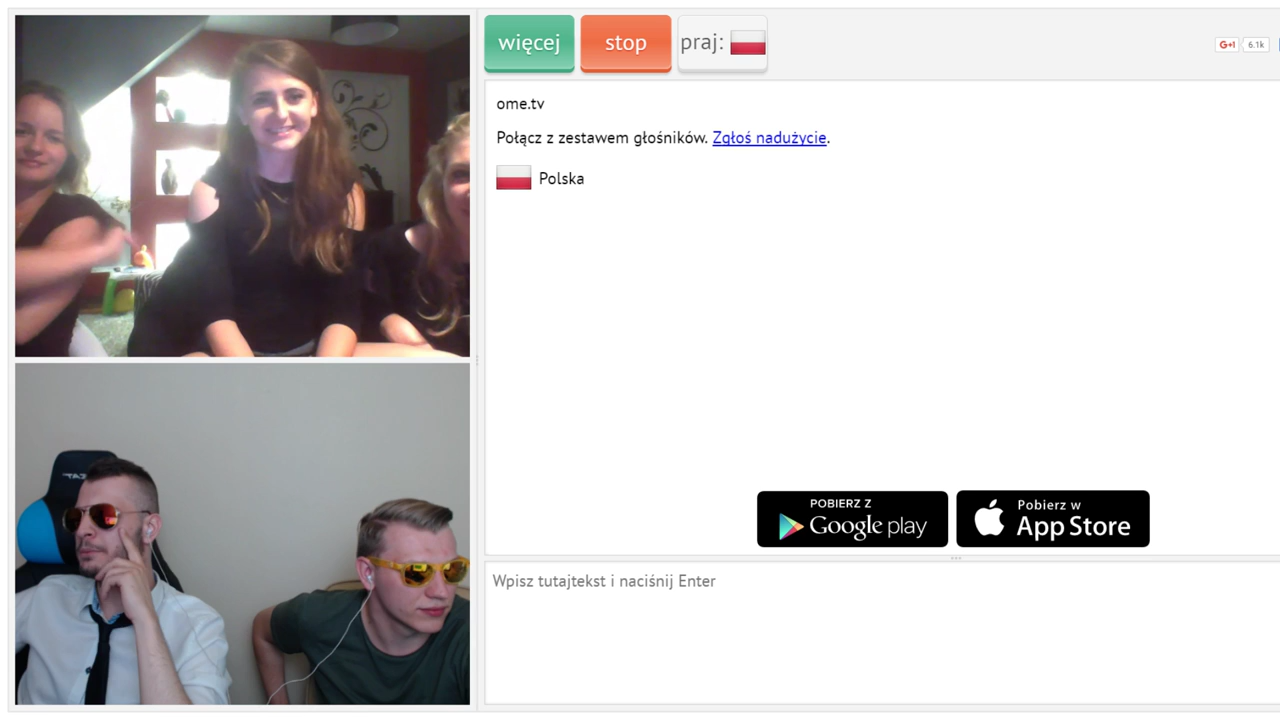 więcej
stop
praj:
G+1 6.1k
ome.tv
Połącz z zestawem głośników. Zgłoś nadużycie.
Polska
POBIERZ Z
Google play
Pobierz w
App Store
Wpisz tutajtekst i naciśnij Enter